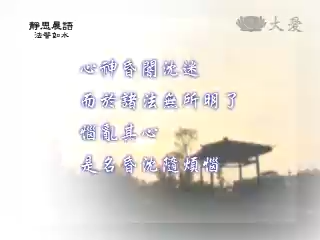 靜思晨語
法譬如水
大愛
心神昏闇沈迷
而於諸法無所明了
惱亂其心
是名昏沈隨煩惱